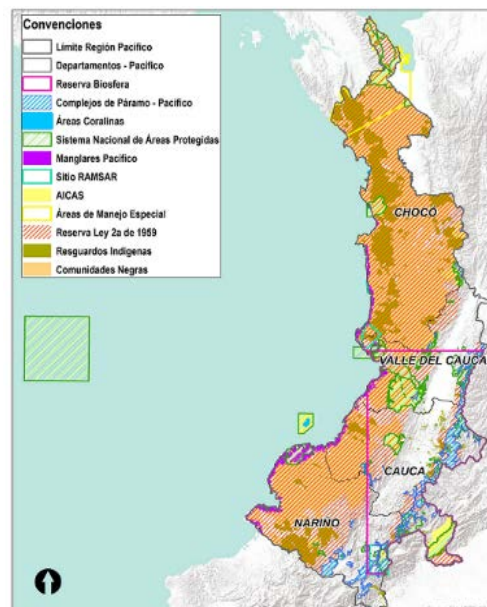 Convenciones
Límite Región Pacífico
Departamentos - Pacífico
Reserva Biosfera
Complejos de Páramo - Pacífico
Áreas Coralinas
Sistema Nacional de Áreas Protegidas
Manglares Pacífico
Sitio RAMSAR
AICAS
Áreas de Manejo Especial
Reserva Ley 2a de 1959
Resguardos Indigenas
Comunidades Negras
CHOCÓ
VALLE DEL CAUCA
CAUCA
NARIÑO